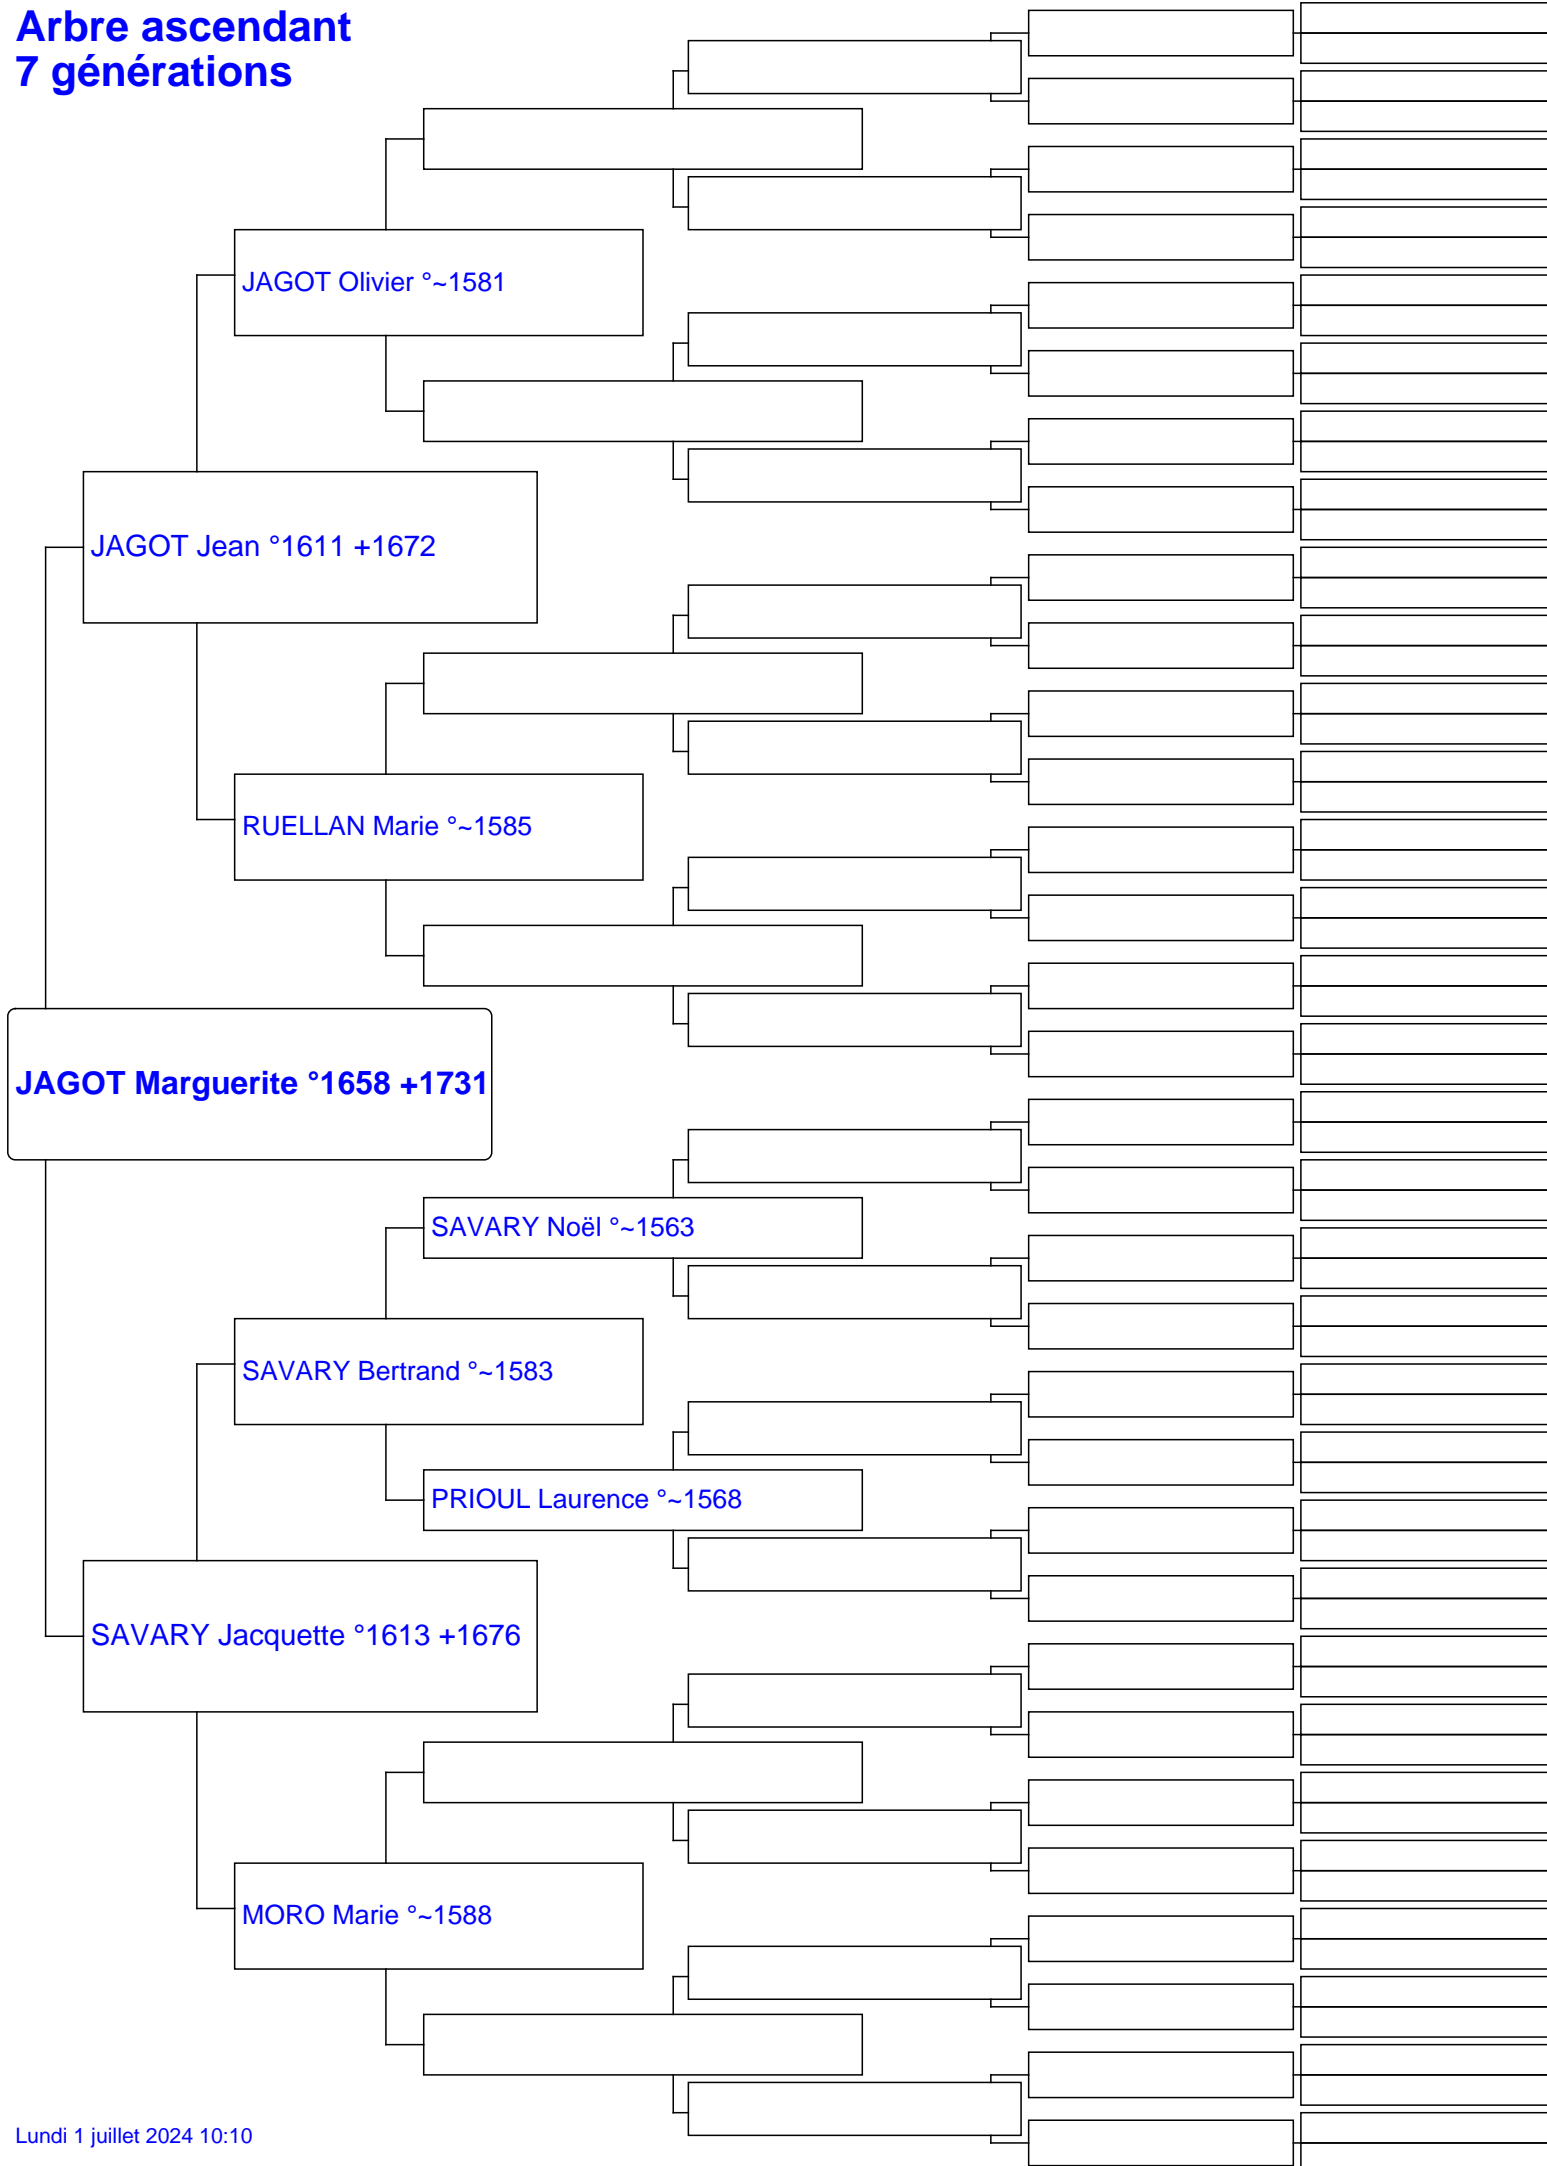 Arbre ascendant
7 générations
JAGOT Olivier °~1581
JAGOT Jean °1611 +1672
RUELLAN Marie °~1585
JAGOT Marguerite °1658 +1731
SAVARY Noël °~1563
SAVARY Bertrand °~1583
PRIOUL Laurence °~1568
SAVARY Jacquette °1613 +1676
MORO Marie °~1588
Lundi 1 juillet 2024 10:10